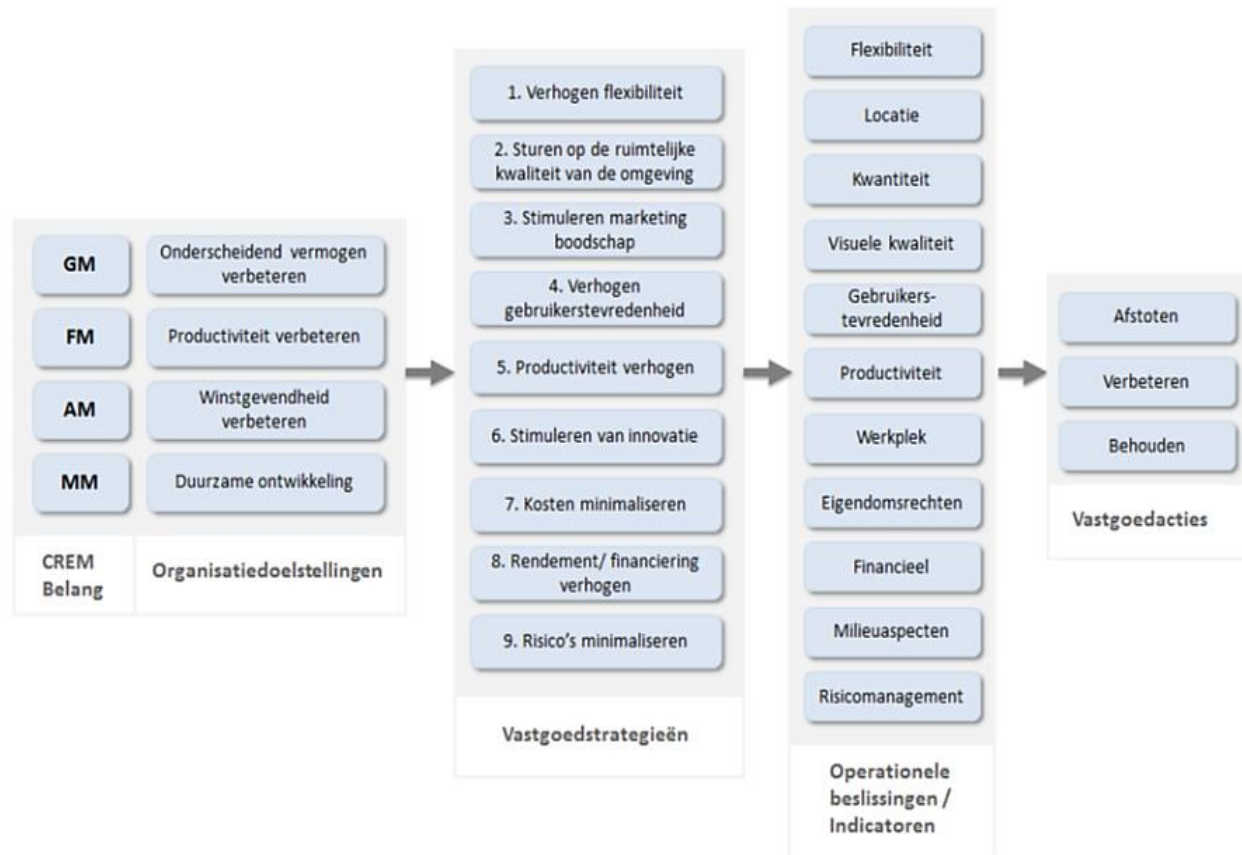 GM
Onderscheidend vermogen
verbeteren
FM
Productiviteit verbeteren
AM
Winstgevendheid
verbeteren
MM
Duurzame ontwikkeling
CREM
Belang
Organisatiedoelstellingen
1. Verhogen flexibiliteit
2. Sturen op de ruimtelijke
kwaliteit van de omgeving
3. Stimuleren marketing
boodschap
4. Verhogen
gebruikerstevredenheid
5. Productiviteit verhogen
6. Stimuleren van innovatie
7. Kosten minimaliseren
8. Rendement/ financiering
verhogen
9. Risico's minimaliseren
Vastgoedstrategieën
Flexibiliteit
Locatie
Kwantiteit
Visuele kwaliteit
Gebruikers-
tevredenheid
Productiviteit
Werkplek
Eigendomsrechten
Financieel
Milieuaspecten
Risicomanagement
Operationele
beslissingen /
Indicatoren
Afstoten
Verbeteren
Behouden
Vastgoedacties